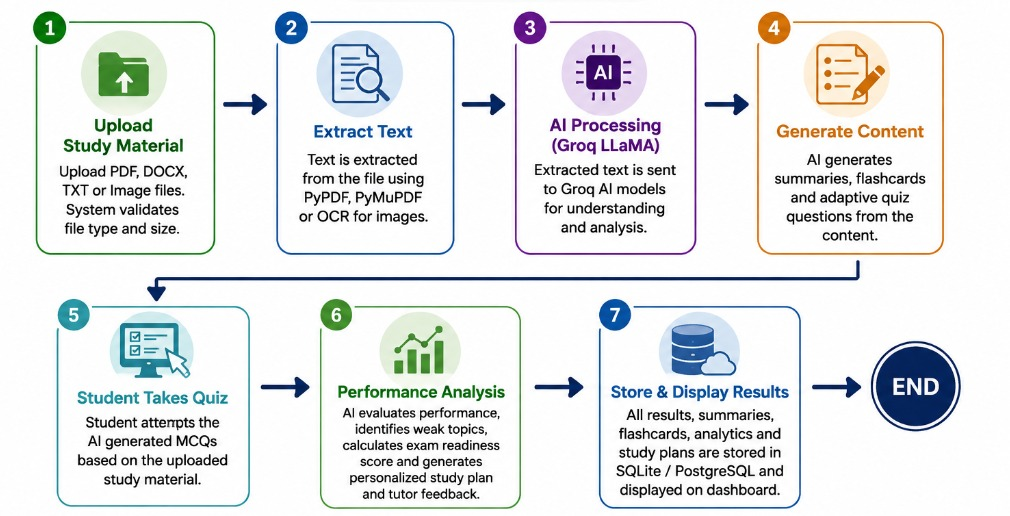 1
Upload
Study Material
Upload PDF, DOCX,
TXT or Image files.
System validates
file type and size.
2
Extract Text
Text is extracted
from the file using
PyPDF, PyMuPDF
or OCR for images.
3
AI
AI Processing
(Groq LLaMA)
Extracted text is sent
to Groq AI models
for understanding
and analysis.
4
Generate Content
AI generates
summaries, flashcards
and adaptive quiz
questions from the
content.
5
Student Takes Quiz
Student attempts the
AI generated MCQs
based on the uploaded
study material.
6
Performance Analysis
AI evaluates performance,
identifies weak topics,
calculates exam readiness
score and generates
personalized study plan
and tutor feedback.
7
Store & Display Results
All results, summaries,
flashcards, analytics and
study plans are stored in
SQLite / PostgreSQL and
displayed on dashboard.
END